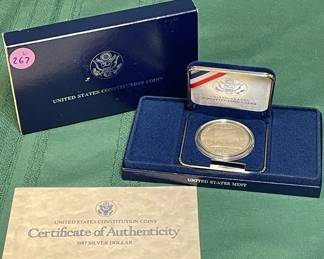 L
267
UNITED STATES CONSTITUTION COINS
UNITED STATES MINT
UNITED STATES CONSTITUTION COINS
Certificate of Authenticity
1987 SILVER DOLLAR